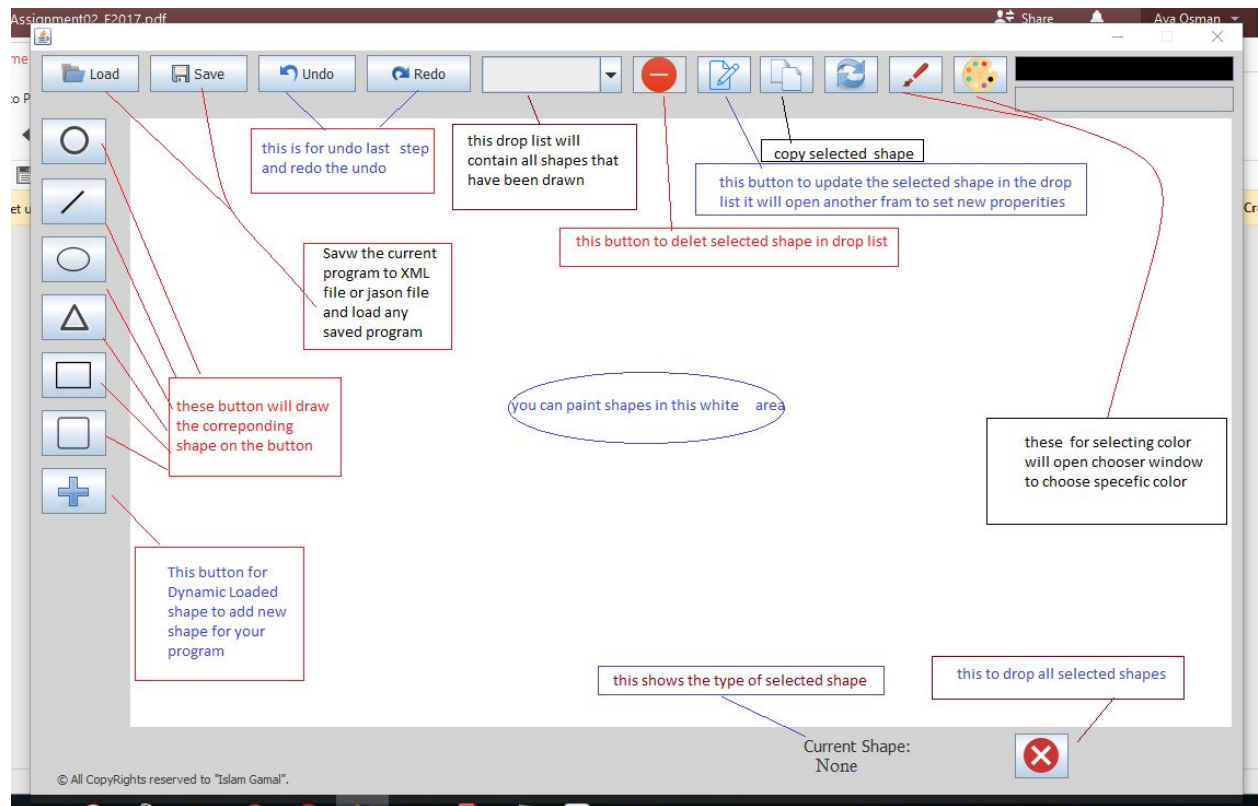 Assignment02_F2017.pdf
Share
Aya Osman
me
to P
et u
Cr
Load
Save
Undo
Redo
this is for undo last step
and redo the undo
this drop list will
contain all shapes that
have been drawn
copy selected shape
this button to update the selected shape in the drop
list it will open another fram to set new properities
this button to delet selected shape in drop list
Savw the current
program to XML
file or jason file
and load any
saved program
these button will draw
the correponding
shape on the button
you can paint shapes in this white area
these for selecting color
will open chooser window
to choose specefic color
This button for
Dynamic Loaded
shape to add new
shape for your
program
this shows the type of selected shape
this to drop all selected shapes
Current Shape:
None
© All CopyRights reserved to "Islam Gamal".